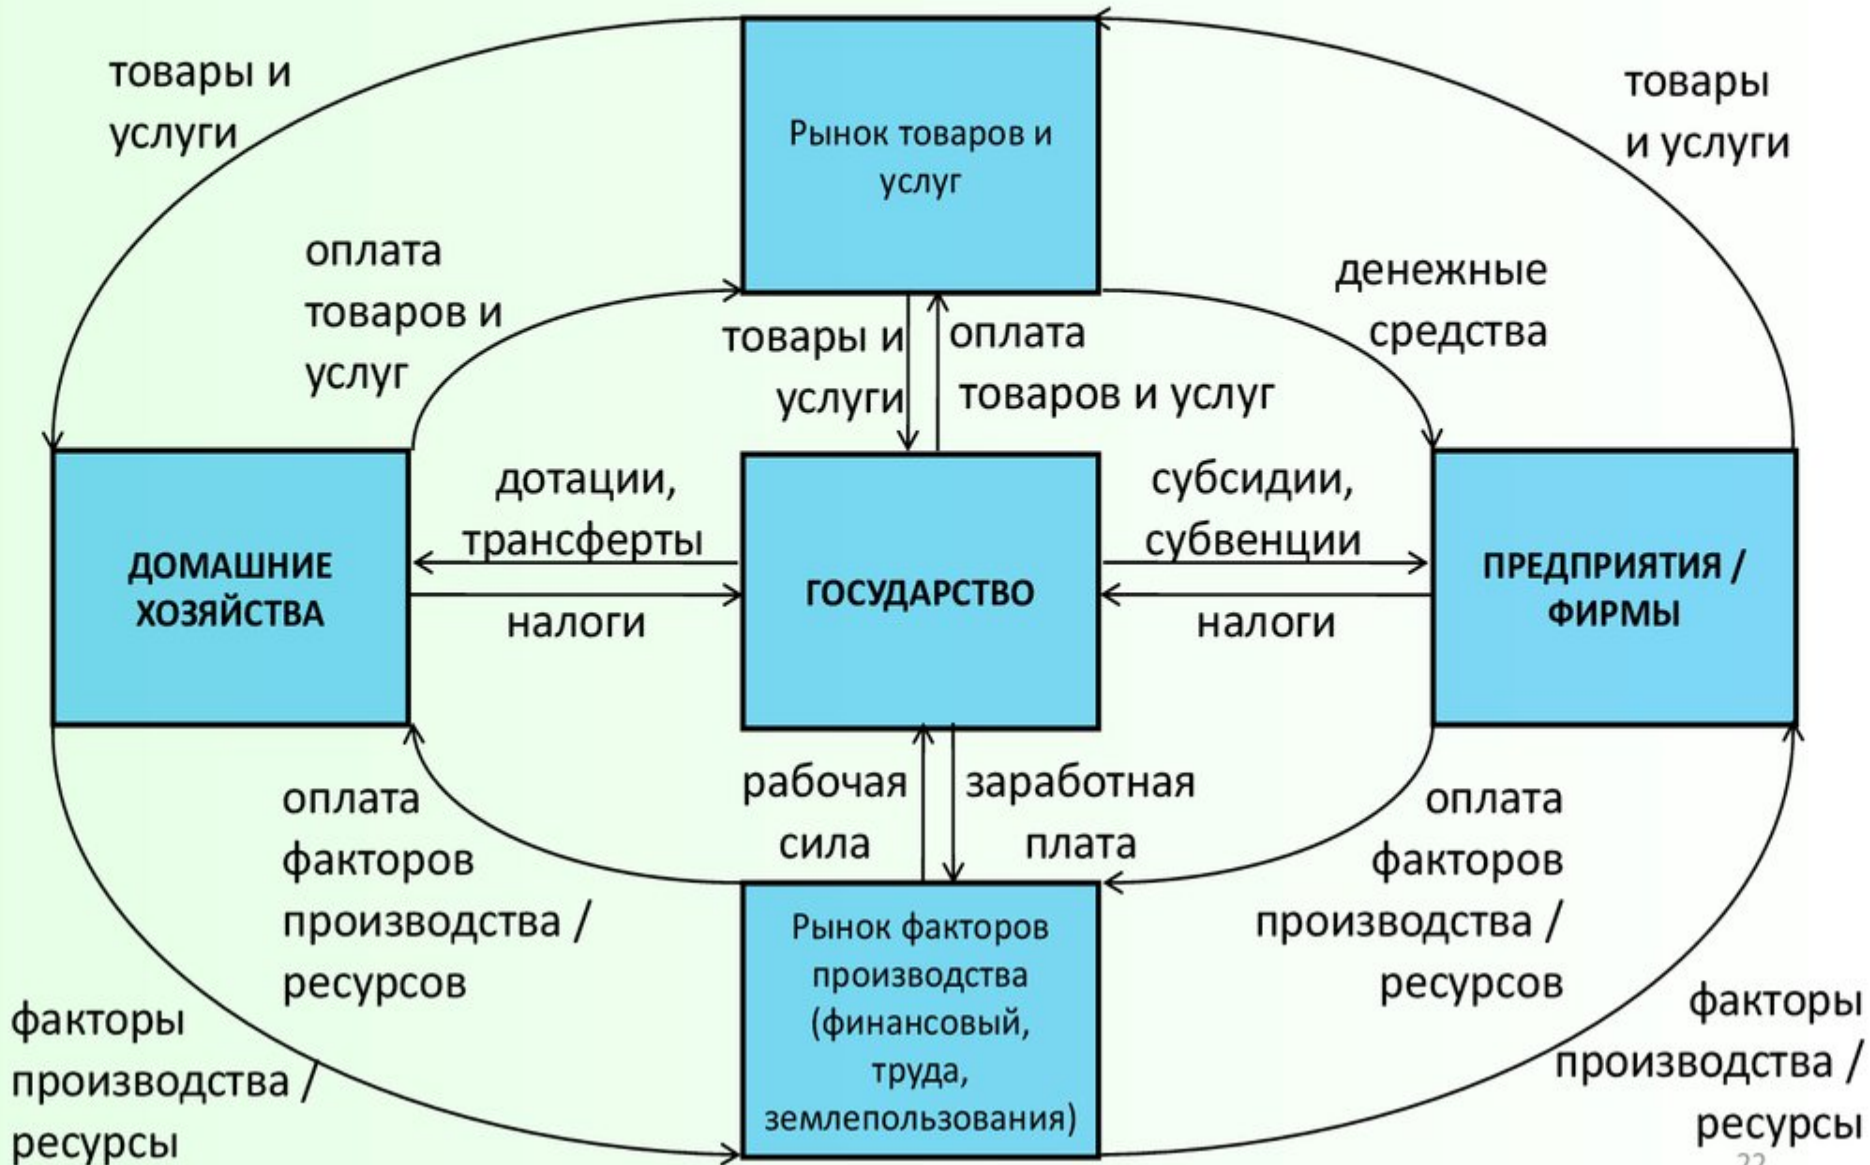 товары и
услуги
Рынок товаров и
услуг
товары
и услуги
оплата
товаров и
услуг
товары и
услуги
оплата
товаров и услуг
денежные
средства
ДОМАШНИЕ
ХОЗЯЙСТВА
дотации,
трансферты
налоги
ГОСУДАРСТВО
субсидии,
субвенции
налоги
ПРЕДПРИЯТИЯ /
ФИРМЫ
оплата
факторов
производства /
ресурсов
рабочая
сила
заработная
плата
оплата
факторов
производства /
ресурсов
факторы
производства /
ресурсы
Рынок факторов
производства
(финансовый,
труда,
землепользования)
факторы
производства /
ресурсы
22